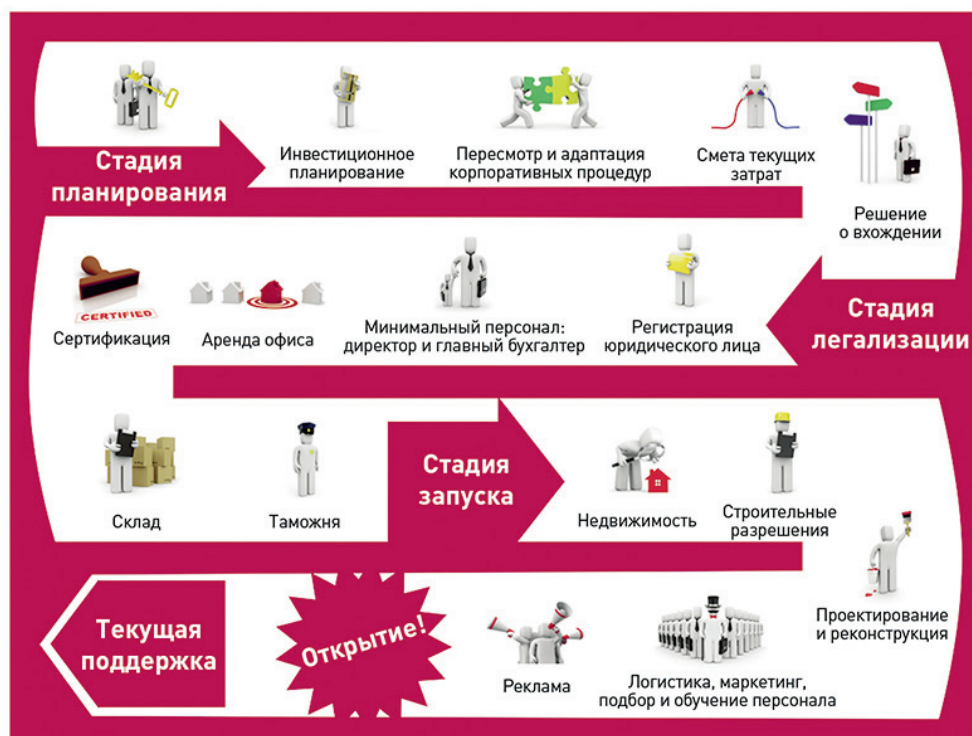 Стадия
планирования
Инвестиционное
планирование
Пересмотр и адаптация
корпоративных процедур
Смета текущих
затрат
Решение
о вхождении
Стадия
легализации
Регистрация
юридического лица
Минимальный персонал:
директор и главный бухгалтер
Аренда офиса
CERTIFIED
Сертификация
Склад
Таможня
Стадия
запуска
Недвижимость
Строительные
разрешения
Проектирование
и реконструкция
Логистика, маркетинг,
подбор и обучение персонала
Реклама
Открытие!
Текущая
поддержка